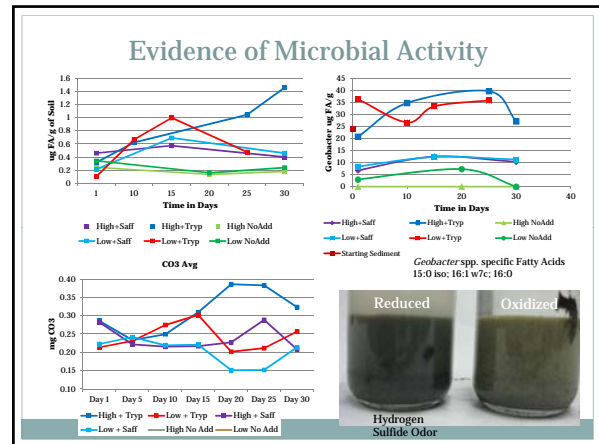 Evidence of Microbial Activity
ug FA/g of Soil
1.6
1.4
1.2
1
0.8
0.6
0.4
0.2
0
1 10 15 25 30
Time in Days
High+Saff High+Tryp High NoAdd
Low+Saff Low+Tryp Low NoAdd
Geobacter ug FA/g
45
40
35
30
25
20
15
10
5
0
0 10 20 30 40
Time in Days
High+Saff High+Tryp High NoAdd
Low+Saff Low+Tryp Low NoAdd
Starting Sediment
Geobacter spp. specific Fatty Acids
15:0 iso; 16:1 w7c; 16:0
CO3 Avg
mg CO3
0.40
0.35
0.30
0.25
0.20
0.15
0.10
Day 1 Day 5 Day 10 Day 15 Day 20 Day 25 Day 30
High + Tryp Low + Tryp High + Saff
Low + Saff High No Add Low No Add
Reduced Oxidized
Hydrogen
Sulfide Odor